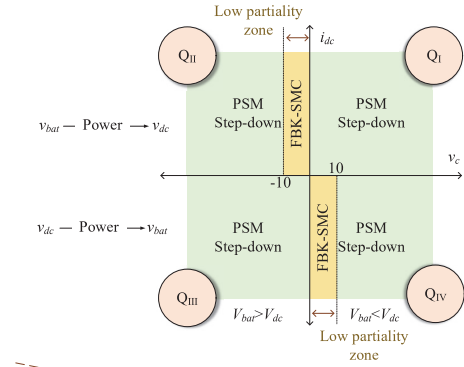 Low partiality
zone
i_dc
Q_II
Q_I
PSM
Step-down
FBK-SMC
PSM
Step-down
v_bat — Power → v_dc
v_c
-10
10
v_dc — Power → v_bat
PSM
Step-down
FBK-SMC
PSM
Step-down
Q_III
Q_IV
V_bat>V_dc
V_bat<V_dc
Low partiality
zone